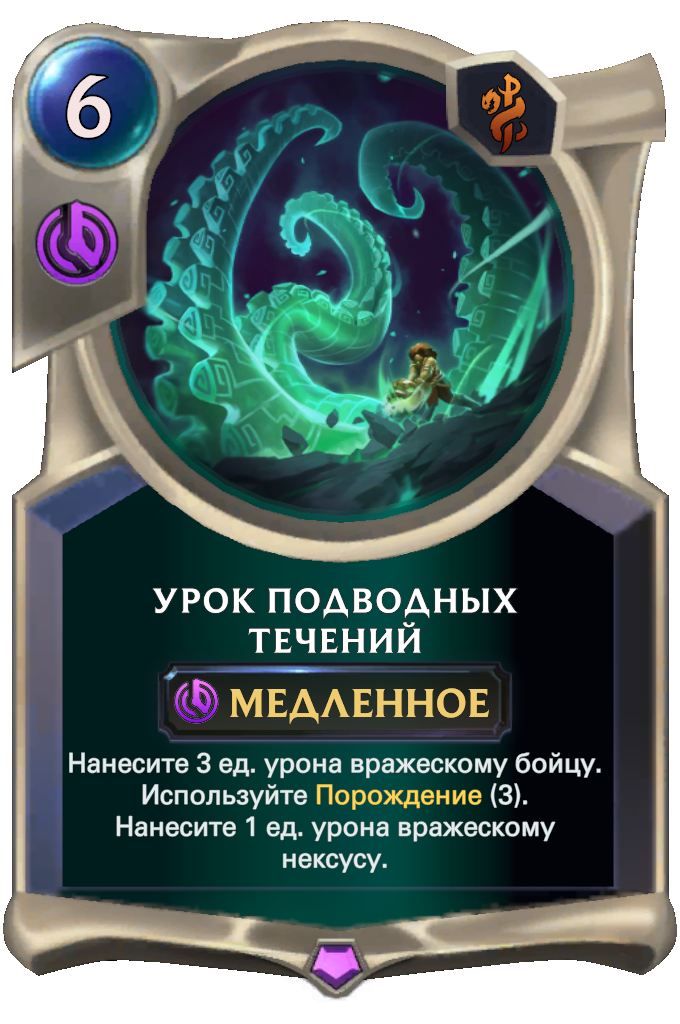 6
УРОК ПОДВОДНЫХ
ТЕЧЕНИЙ
МЕДЛЕННОЕ
Нанесите 3 ед. урона вражескому бойцу.
Используйте Порождение (3).
Нанесите 1 ед. урона вражескому
нексусу.